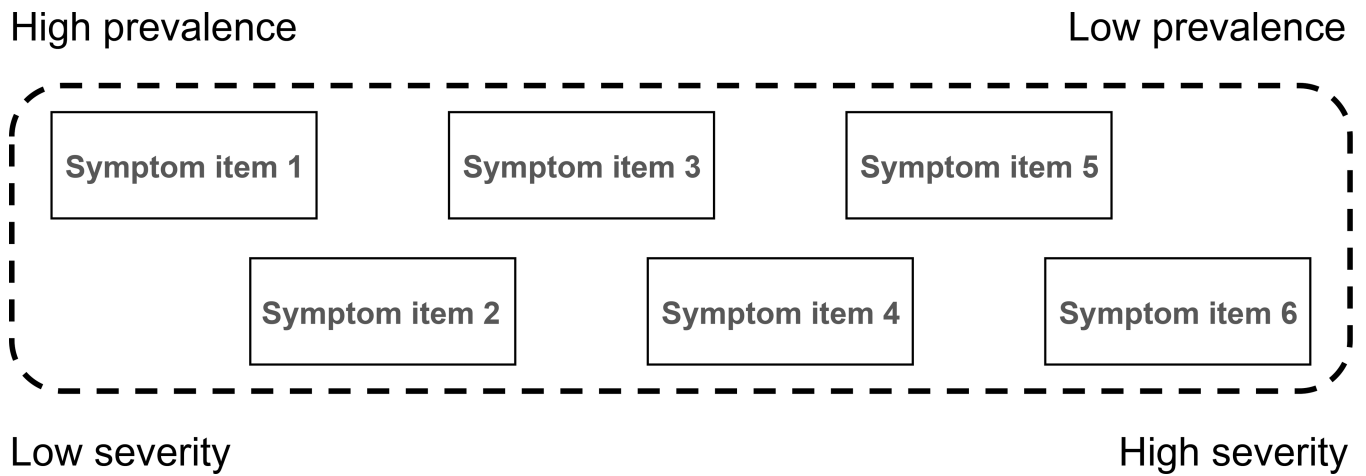 High prevalence
Low prevalence
Symptom item 1
Symptom item 3
Symptom item 5
Symptom item 2
Symptom item 4
Symptom item 6
Low severity
High severity